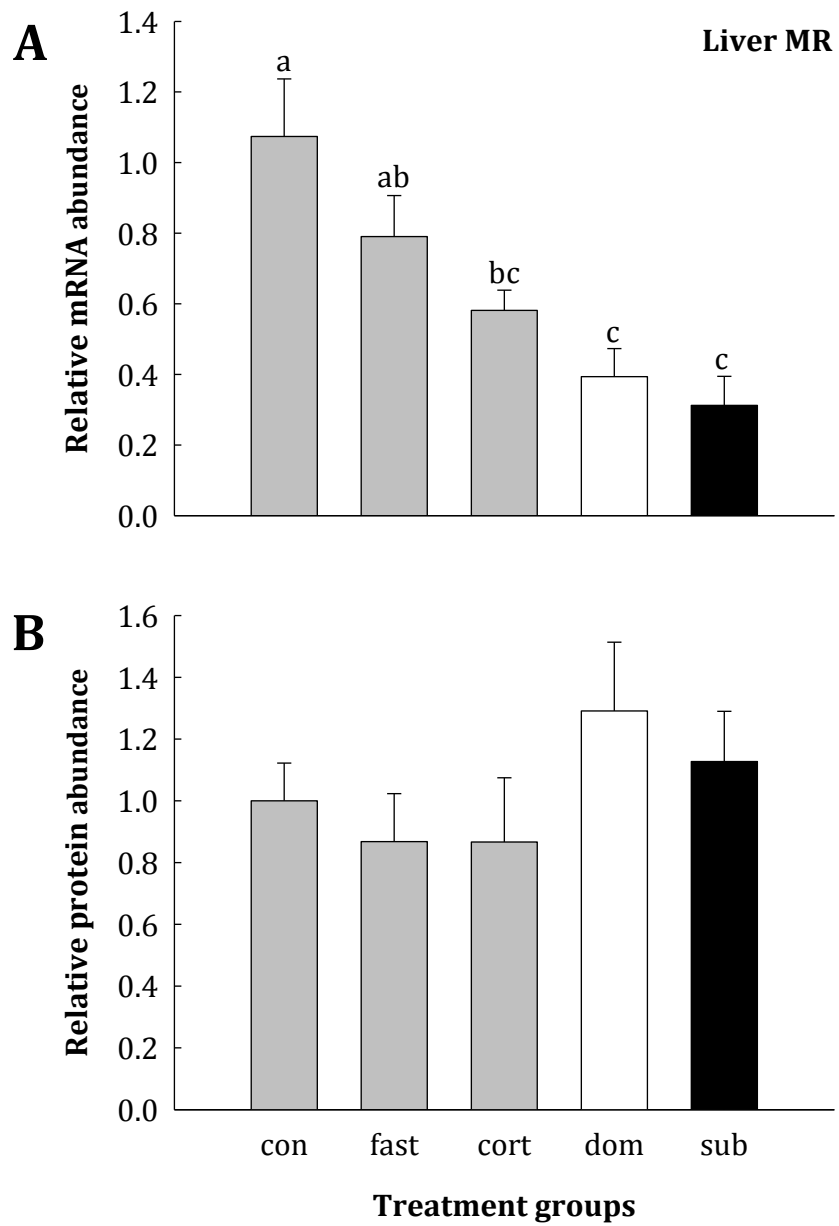 A
Liver MR
Relative mRNA abundance
1.4
1.2
1.0
0.8
0.6
0.4
0.2
0.0
a
ab
bc
c
c
B
Relative protein abundance
1.6
1.4
1.2
1.0
0.8
0.6
0.4
0.2
0.0
con fast cort dom sub
Treatment groups